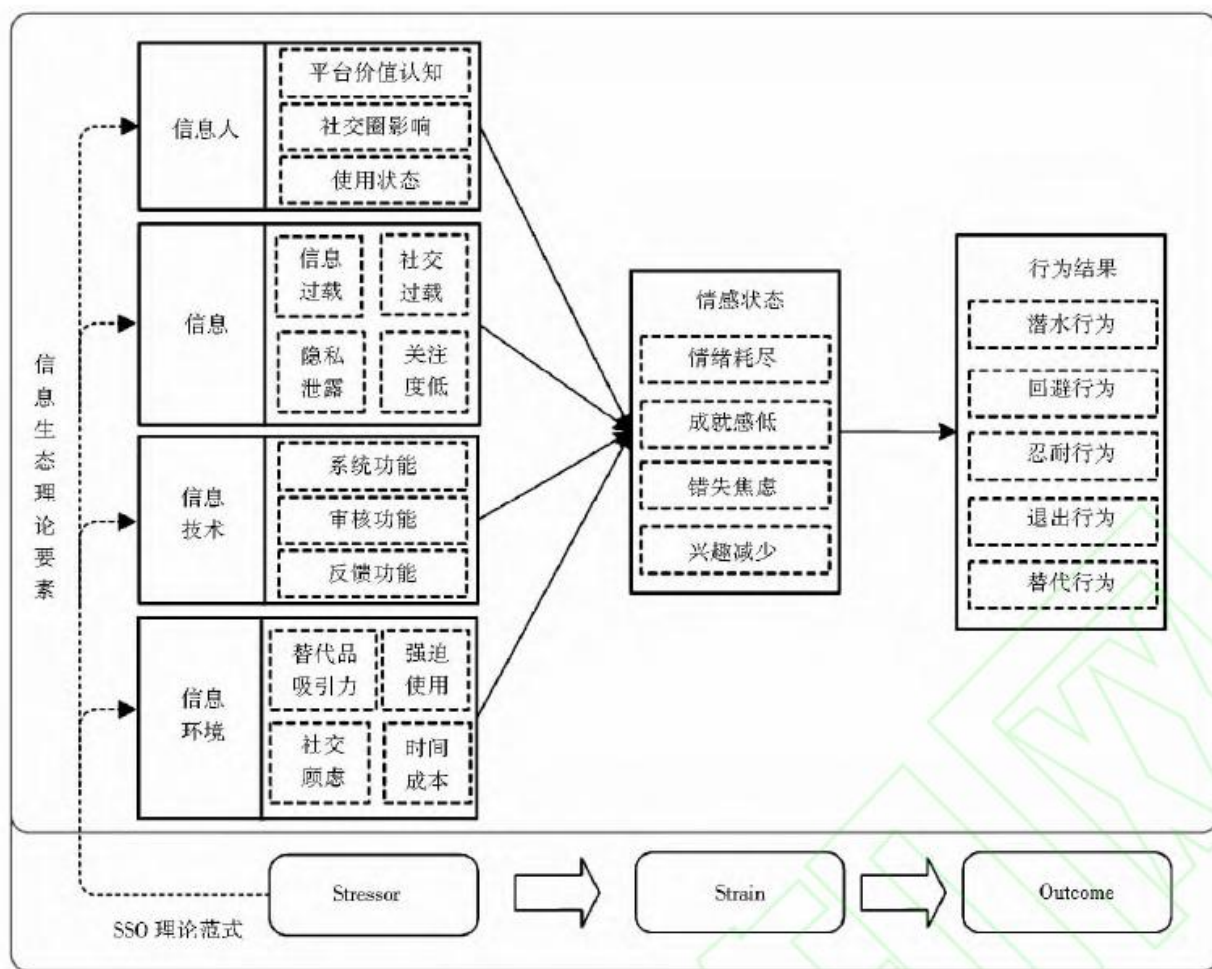 信息生态理论要素
信息人
平台价值认知
社交圈影响
使用状态
信息
信息
过载
社交
过载
隐私
泄露
关注
度低
信息
技术
系统功能
审核功能
反馈功能
信息
环境
替代品
吸引力
强迫
使用
社交
顾虑
时间
成本
情感状态
情绪耗尽
成就感低
错失焦虑
兴趣减少
行为结果
潜水行为
回避行为
忍耐行为
退出行为
替代行为
SSO 理论范式
Stressor
Strain
Outcome